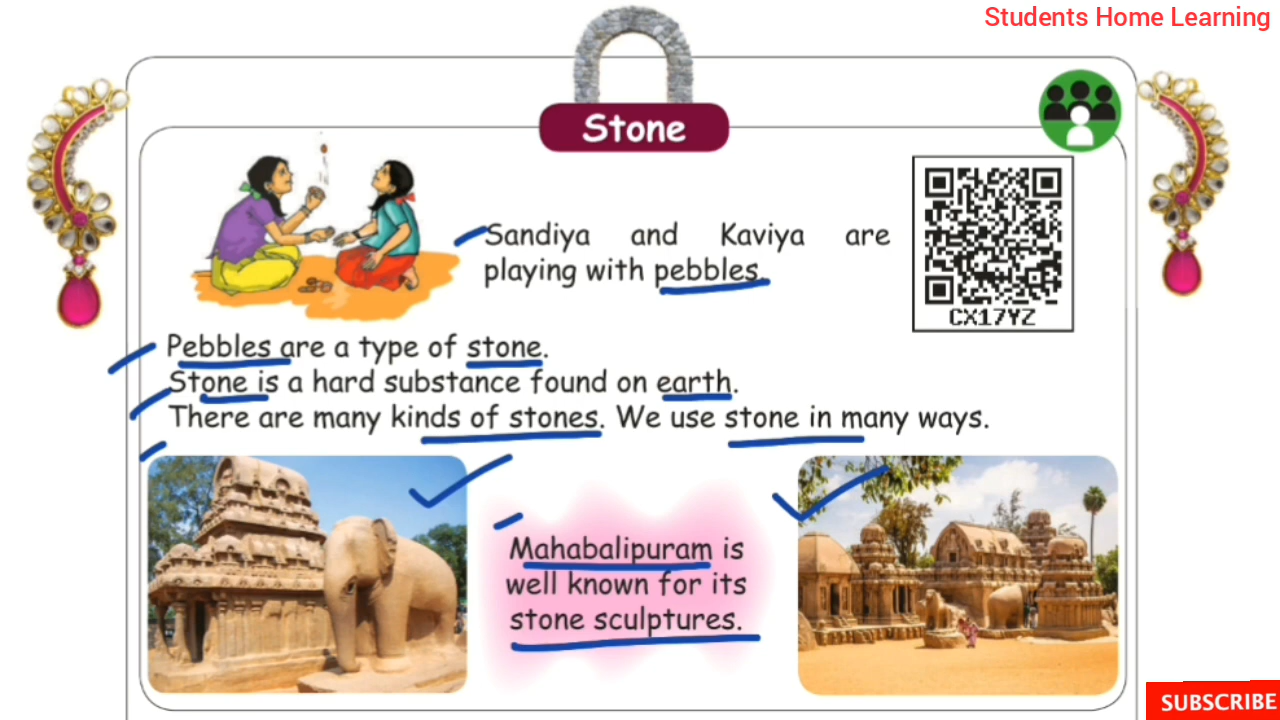 Students Home Learning
Stone
Sandiya and Kaviya are
playing with pebbles.
CX17YZ
Pebbles are a type of stone.
Stone is a hard substance found on earth.
There are many kinds of stones. We use stone in many ways.
Mahabalipuram is
well known for its
stone sculptures.
SUBSCRIBE